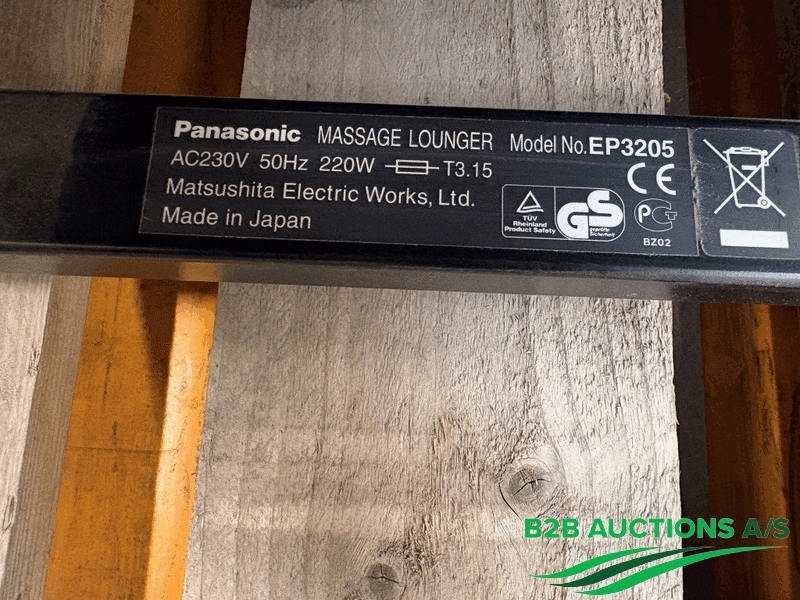 Panasonic MASSAGE LOUNGER Model No. EP3205
AC230V 50Hz 220W T3.15
Matsushita Electric Works, Ltd.
Made in Japan
CE
TÜV
Rheinland
Product Safety
GS
geprüfte
Sicherheit
PCT
BZ02
B2B AUCTIONS A/S